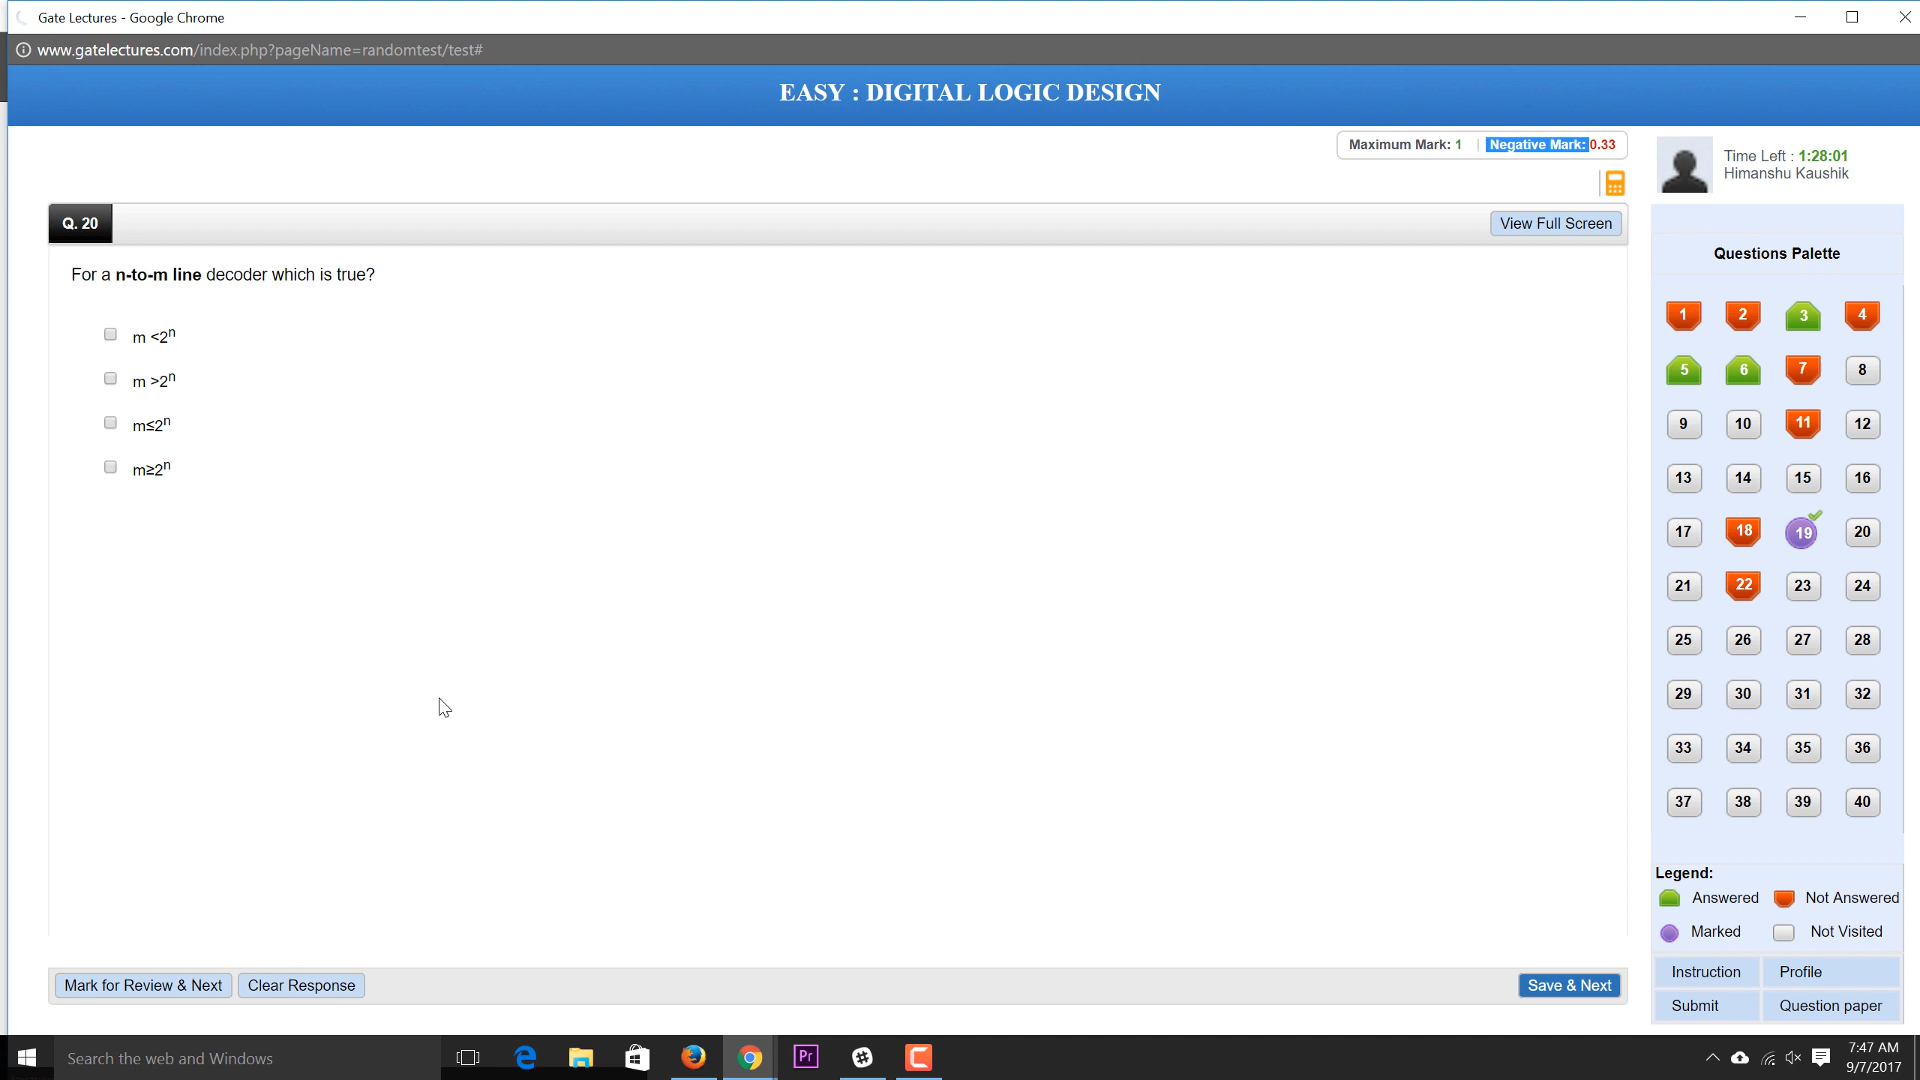 Gate Lectures - Google Chrome
www.gatelectures.com/index.php?pageName=randomtest/test#
EASY : DIGITAL LOGIC DESIGN
Maximum Mark: 1 | Negative Mark: 0.33
Time Left : 1:28:01
Himanshu Kaushik
Q. 20
View Full Screen
For a n-to-m line decoder which is true?
m <2ⁿ
m >2ⁿ
m≤2ⁿ
m≥2ⁿ
Questions Palette
1 2 3 4
5 6 7 8
9 10 11 12
13 14 15 16
17 18 19 20
21 22 23 24
25 26 27 28
29 30 31 32
33 34 35 36
37 38 39 40
Legend:
Answered Not Answered
Marked Not Visited
Instruction Profile
Submit Question paper
Mark for Review & Next Clear Response Save & Next
Search the web and Windows
Pr
7:47 AM
9/7/2017